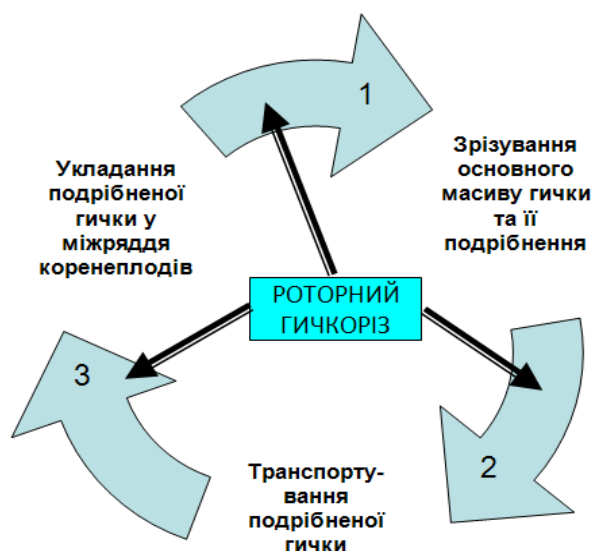 1
Зрізування
основного
масиву гички
та її
подрібнення
Укладання
подрібненої
гички у
міжряддя
коренеплодів
РОТОРНИЙ
ГИЧКОРІЗ
3
2
Транспорту-
вання
подрібненої
гички